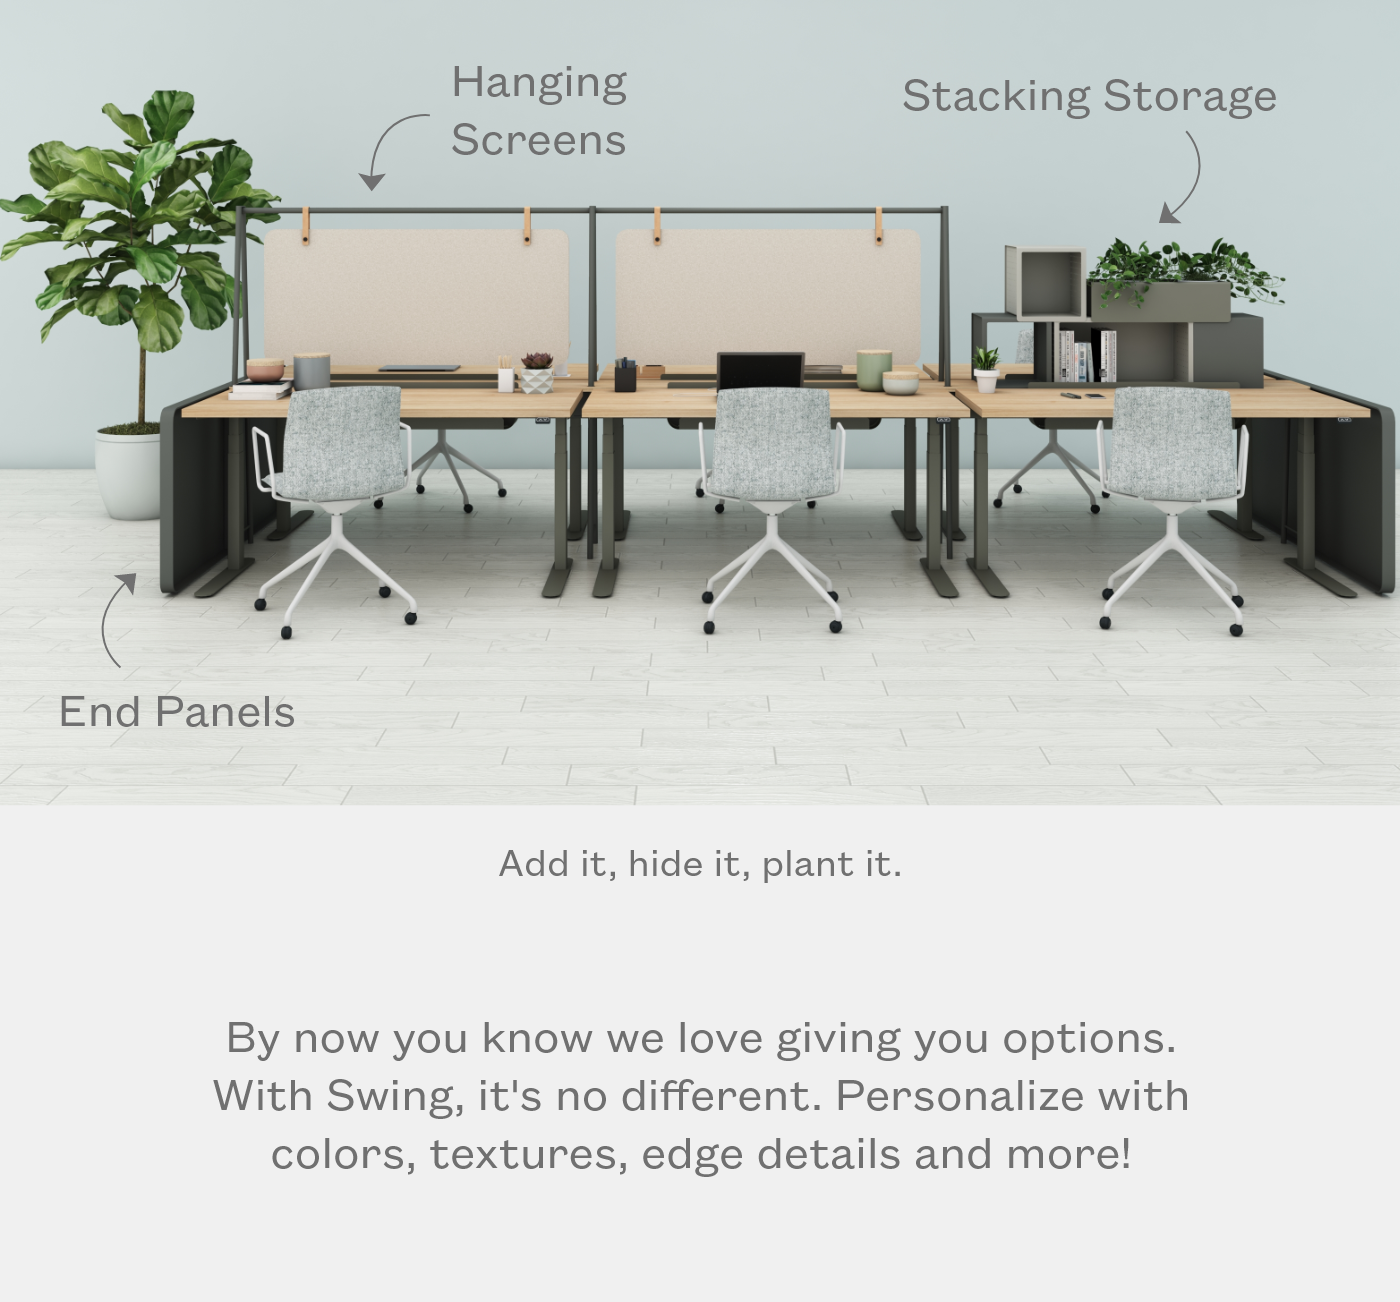 Hanging
Screens
Stacking Storage
End Panels
Add it, hide it, plant it.
By now you know we love giving you options.
With Swing, it's no different. Personalize with
colors, textures, edge details and more!